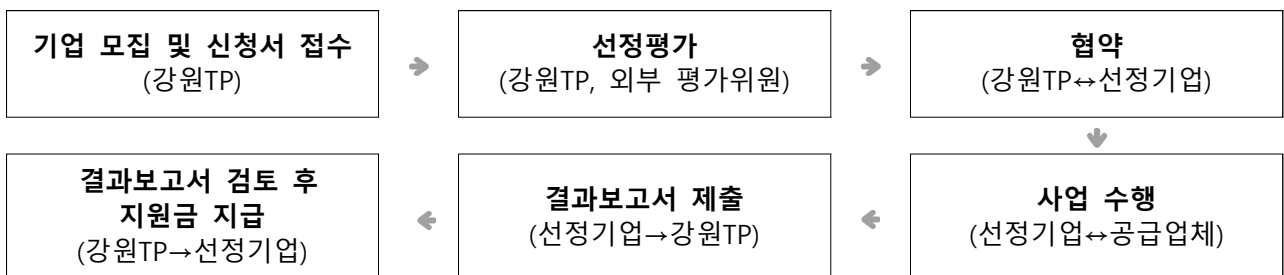 기업 모집 및 신청서 접수
(강원TP)
선정평가
(강원TP, 외부 평가위원)
협약
(강원TP↔선정기업)
사업 수행
(선정기업↔공급업체)
결과보고서 제출
(선정기업→강원TP)
결과보고서 검토 후
지원금 지급
(강원TP→선정기업)